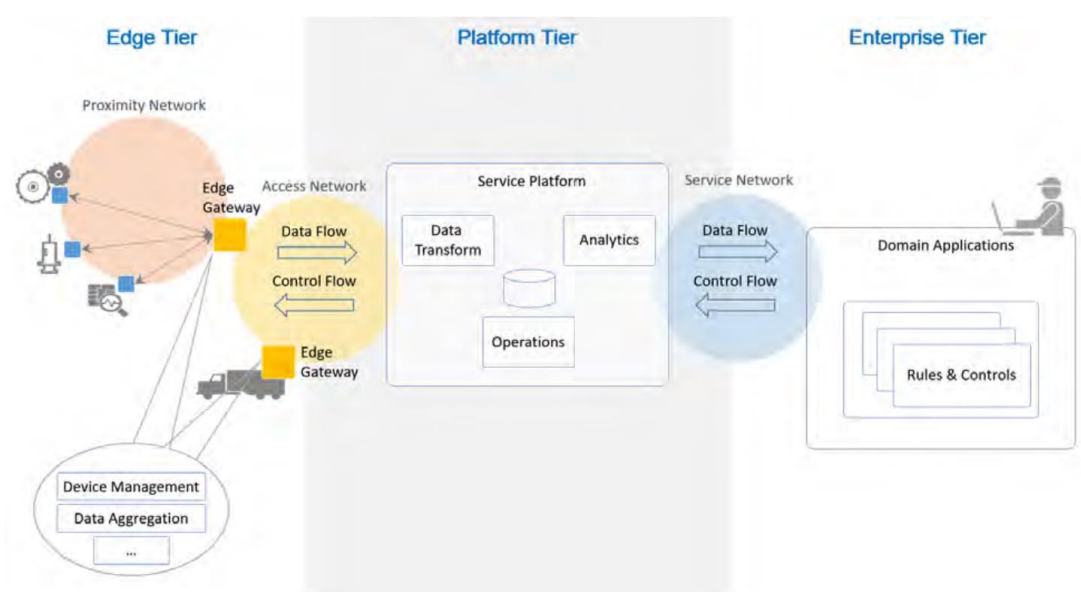 Edge Tier
Platform Tier
Enterprise Tier
Proximity Network
Edge
Gateway
Access Network
Data Flow
Control Flow
Edge
Gateway
Service Platform
Data
Transform
Analytics
Operations
Service Network
Data Flow
Control Flow
Domain Applications
Rules & Controls
Device Management
Data Aggregation
...